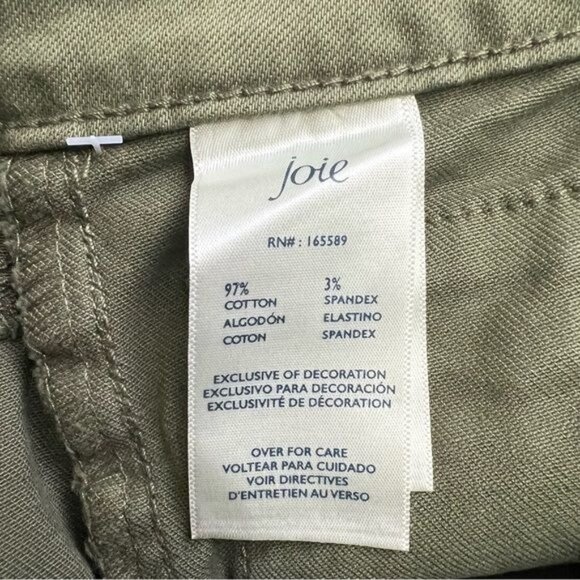 joie
RN#: 165589
97% 3%
COTTON SPANDEX
ALGODÓN ELASTINO
COTON SPANDEX
EXCLUSIVE OF DECORATION
EXCLUSIVO PARA DECORACIÓN
EXCLUSIVITÉ DE DÉCORATION
OVER FOR CARE
VOLTEAR PARA CUIDADO
VOIR DIRECTIVES
D'ENTRETIEN AU VERSO